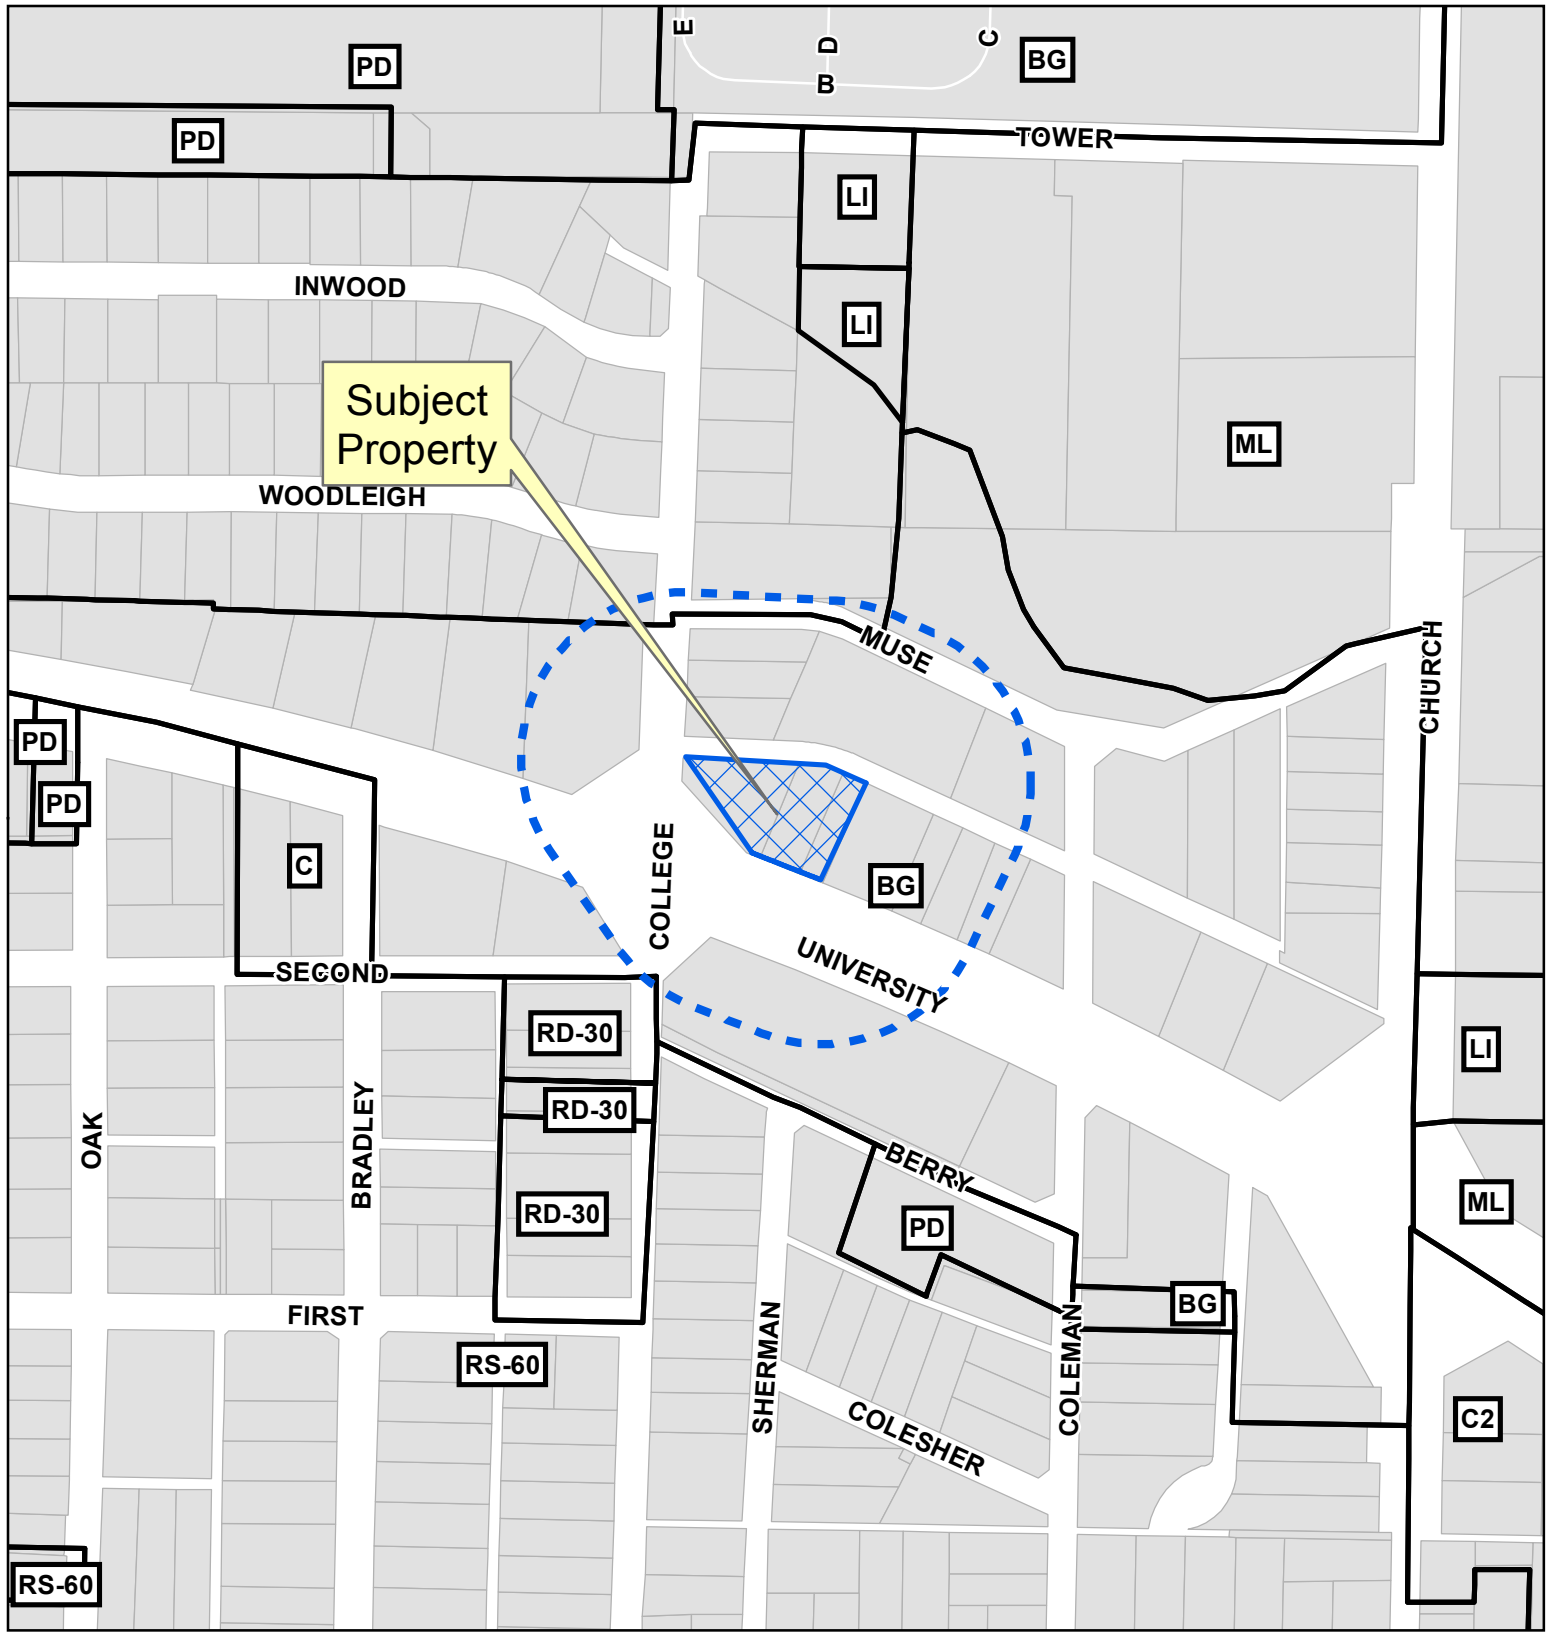 E
D
C
B
BG
PD
PD
TOWER
LI
INWOOD
LI
Subject
Property
ML
WOODLEIGH
MUSE
CHURCH
PD
PD
C
COLLEGE
BG
UNIVERSITY
SECOND
RD-30
LI
RD-30
OAK
BRADLEY
BERRY
RD-30
PD
ML
FIRST
BG
SHERMAN
COLEMAN
RS-60
COLESHER
C2
RS-60